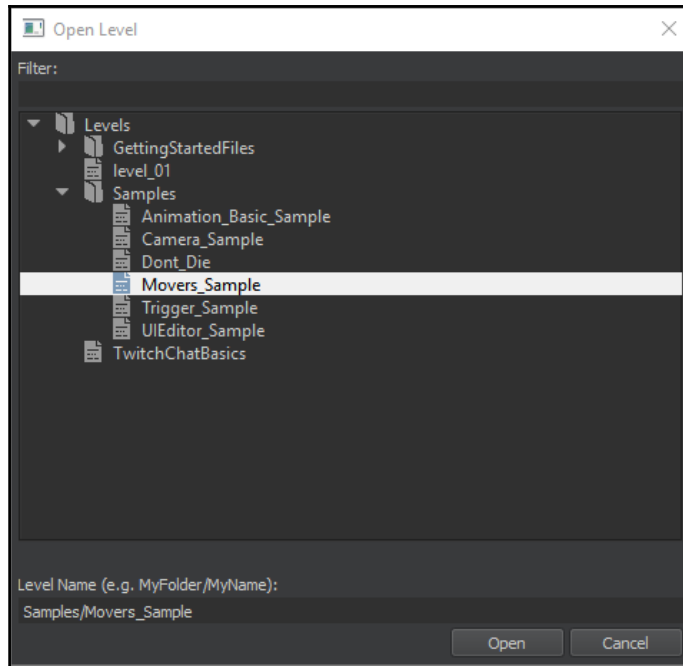 Open Level
Filter:
Levels
GettingStartedFiles
level_01
Samples
Animation_Basic_Sample
Camera_Sample
Dont_Die
Movers_Sample
Trigger_Sample
UIEditor_Sample
TwitchChatBasics
Level Name (e.g. MyFolder/MyName):
Samples/Movers_Sample
Open Cancel